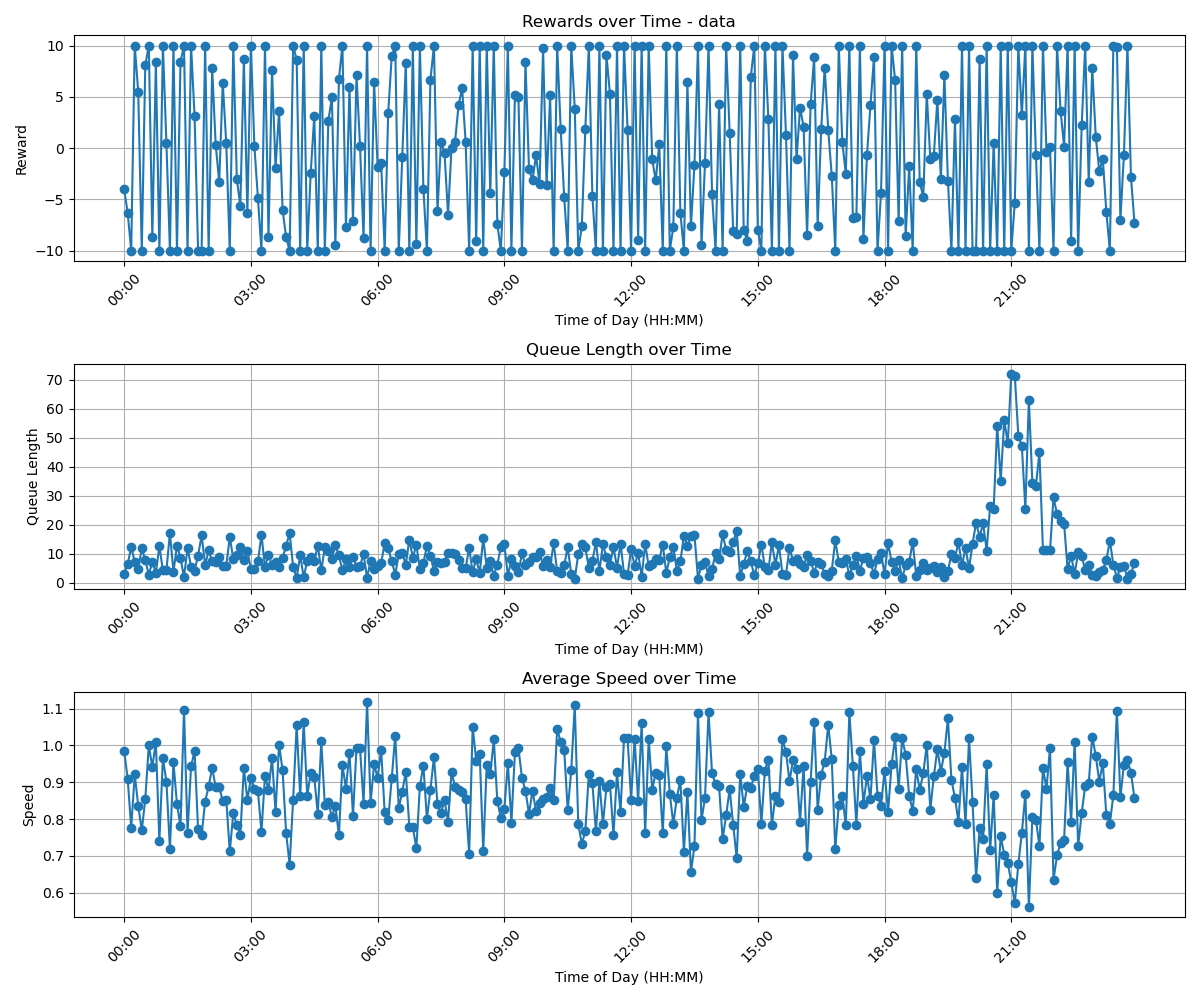 Rewards over Time - data
Reward
10
5
0
−5
−10
00:00 03:00 06:00 09:00 12:00 15:00 18:00 21:00
Time of Day (HH:MM)
Queue Length over Time
Queue Length
70
60
50
40
30
20
10
0
00:00 03:00 06:00 09:00 12:00 15:00 18:00 21:00
Time of Day (HH:MM)
Average Speed over Time
Speed
1.1
1.0
0.9
0.8
0.7
0.6
00:00 03:00 06:00 09:00 12:00 15:00 18:00 21:00
Time of Day (HH:MM)